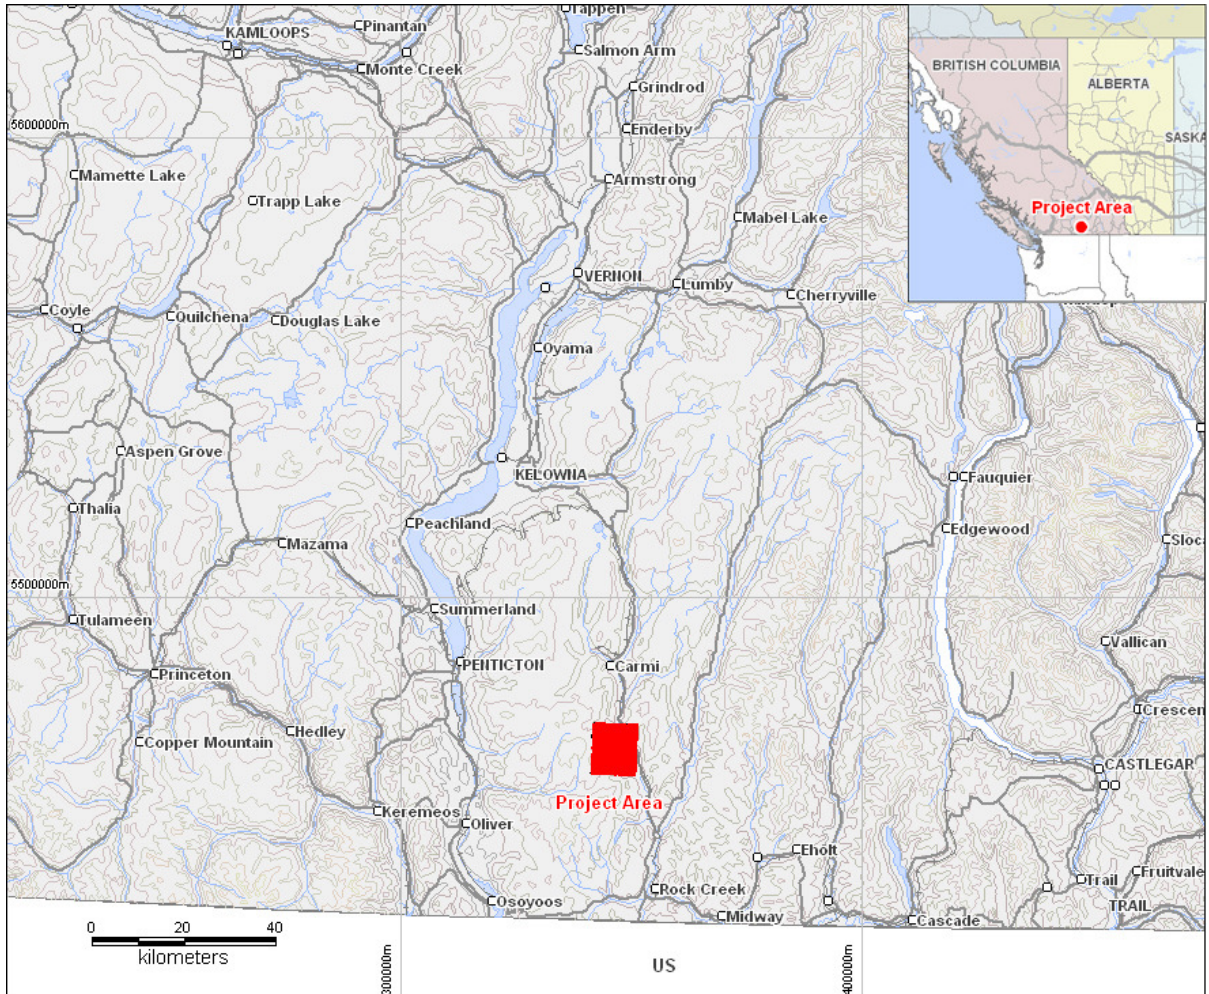 Tappen
KAMLOOPS
Pinantan
Salmon Arm
Monte Creek
Grindrod
BRITISH COLUMBIA
ALBERTA
5600000m
Enderby
SASKA
Mamette Lake
Armstrong
Trapp Lake
Mabel Lake
Project Area
VERNON
Lumby
Cherryville
Coyle
Quilchena
Douglas Lake
Oyama
Aspen Grove
KELOWNA
Fauquier
Thalia
Peachland
Edgewood
Mazama
Sloca
5500000m
Summerland
Tulameen
Vallican
PENTICTON
Carmi
Princeton
Crescen
Hedley
Copper Mountain
CASTLEGAR
Project Area
Keremeos
Oliver
Eholt
Fruitvale
Trail
Rock Creek
Osoyoos
TRAIL
Midway
Cascade
0 20 40
kilometers
300000m
400000m
US